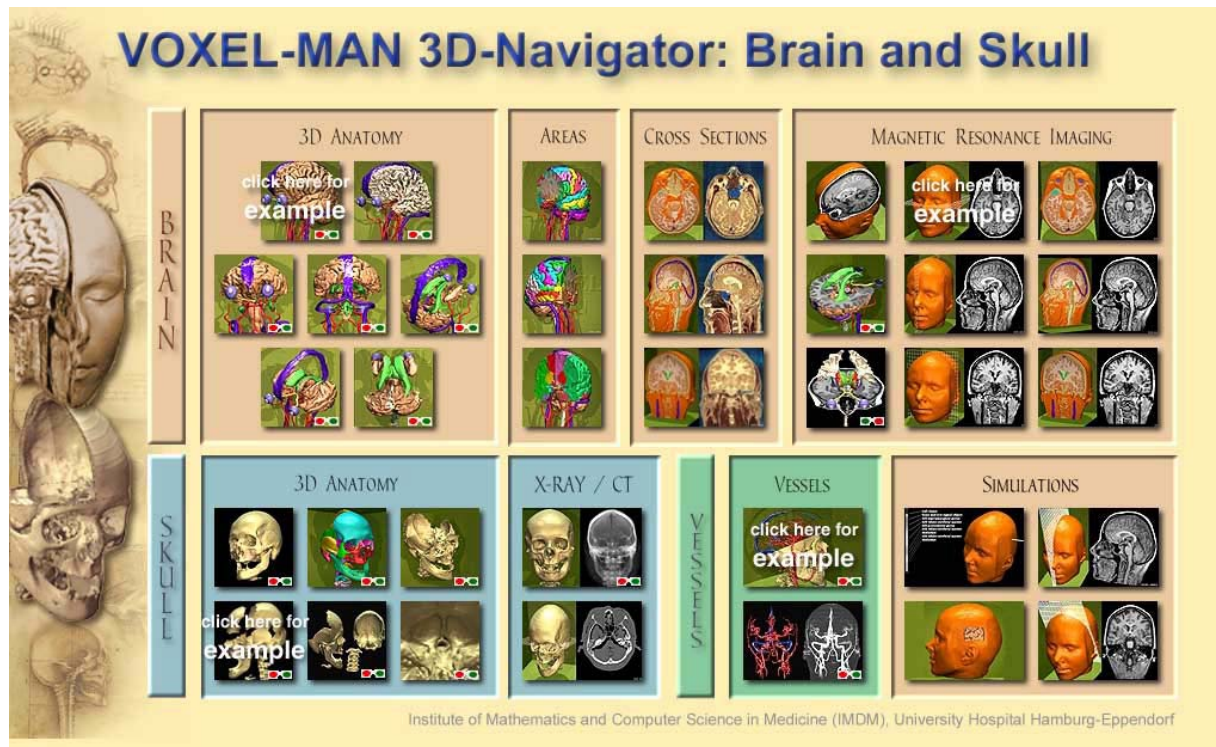 VOXEL-MAN 3D-Navigator: Brain and Skull
BRAIN
3D ANATOMY
click here for
example
AREAS
CROSS SECTIONS
MAGNETIC RESONANCE IMAGING
click here for
example
SKULL
3D ANATOMY
click here for
example
X-RAY / CT
VESSELS
VESSELS
click here for
example
SIMULATIONS
Institute of Mathematics and Computer Science in Medicine (IMDM), University Hospital Hamburg-Eppendorf